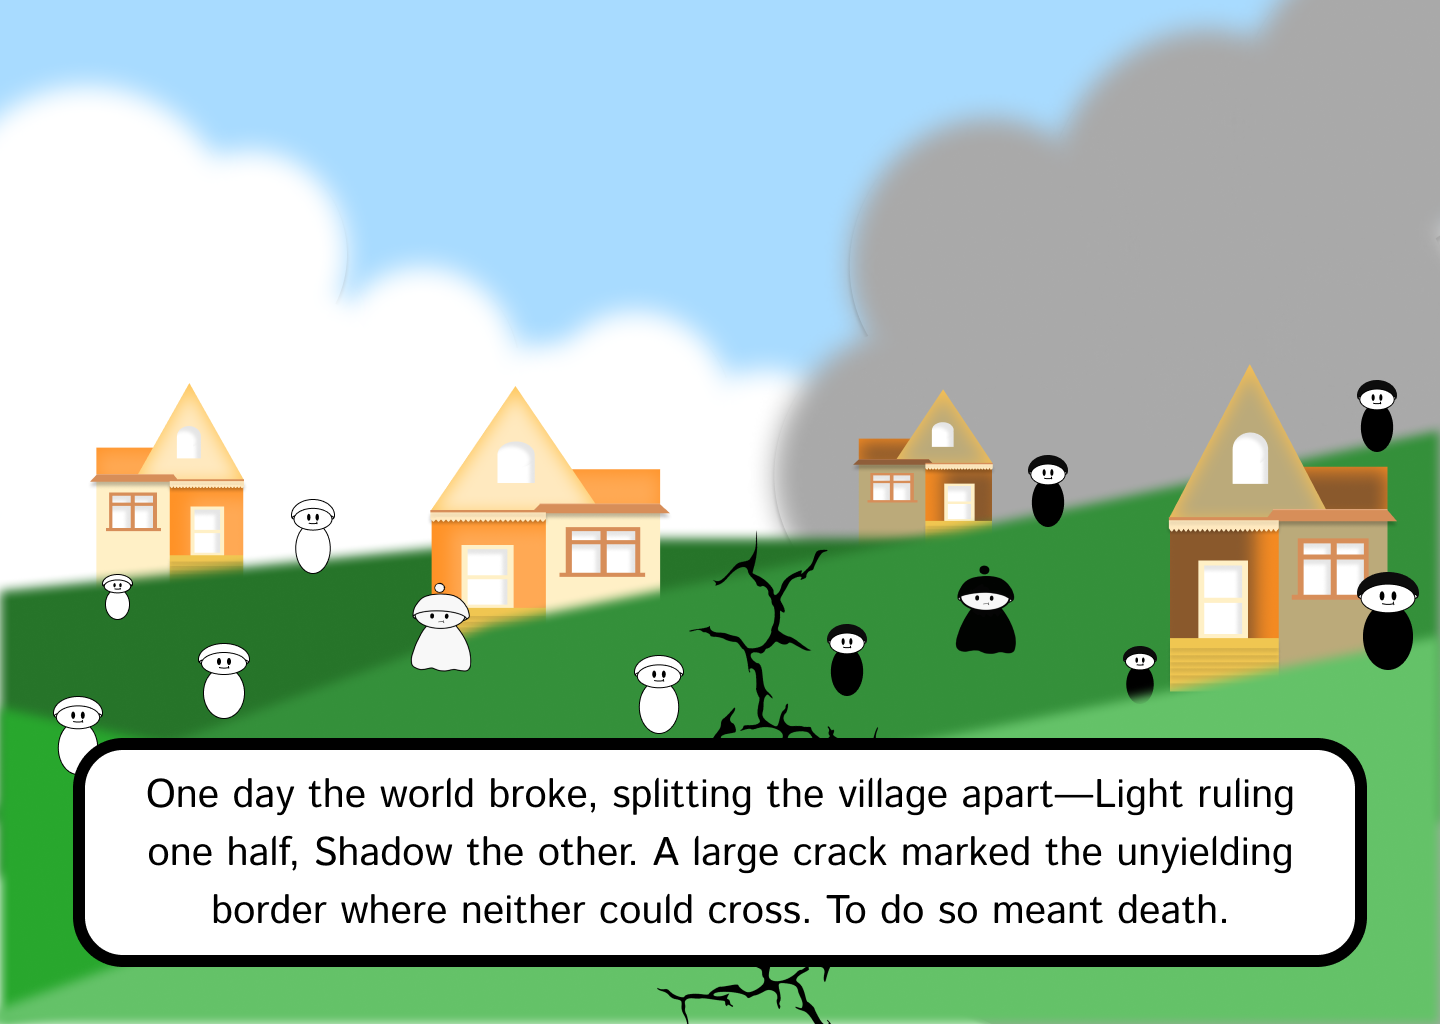 One day the world broke, splitting the village apart—Light ruling
one half, Shadow the other. A large crack marked the unyielding
border where neither could cross. To do so meant death.